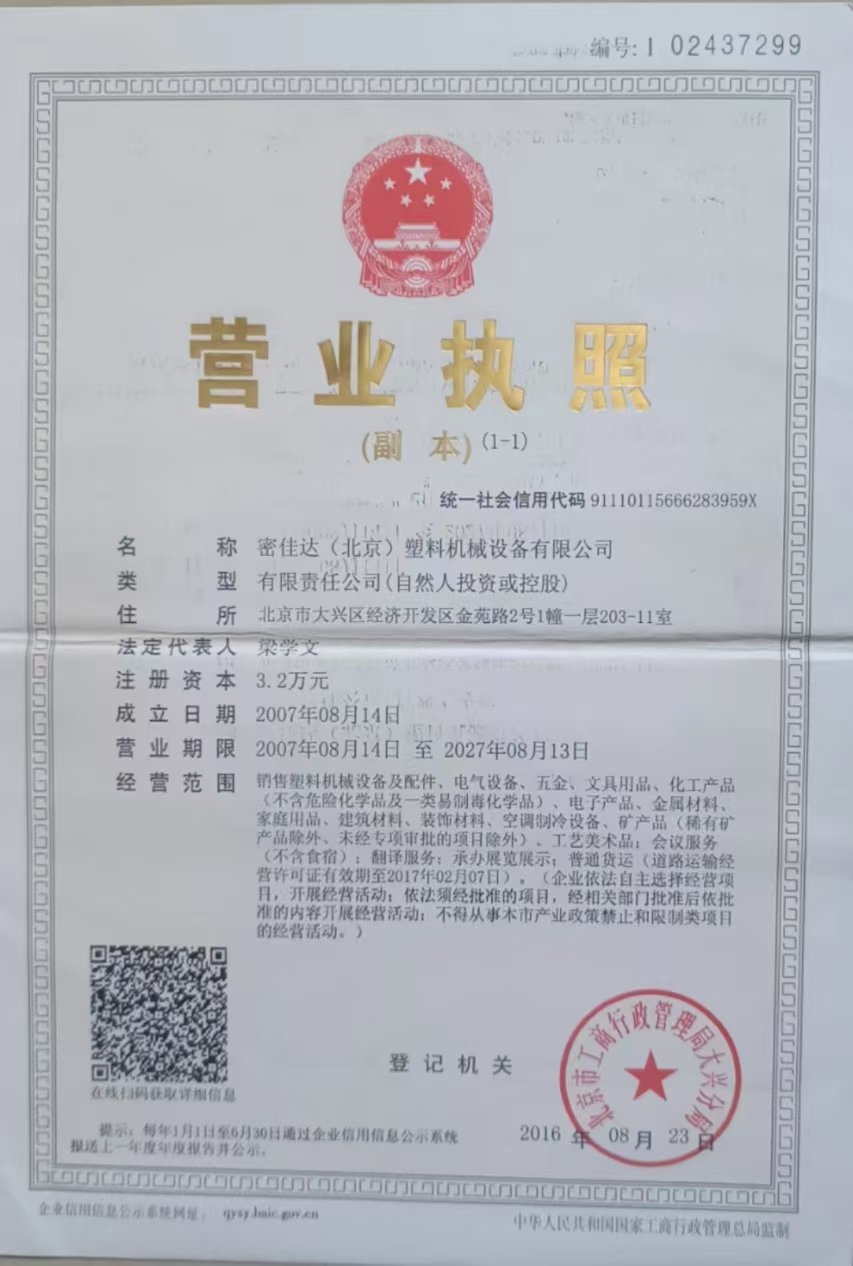 编号:1 02437299
营业执照
(副 本)(1-1)
统一社会信用代码 91110115666283959X
名 称 密佳达（北京）塑料机械设备有限公司
类 型 有限责任公司(自然人投资或控股)
住 所 北京市大兴区经济开发区金苑路2号1幢一层203-11室
法定代表人 梁学文
注册资本 3.2万元
成立日期 2007年08月14日
营业期限 2007年08月14日 至 2027年08月13日
经营范围 销售塑料机械设备及配件、电气设备、五金、文具用品、化工产品
（不含危险化学品及一类易制毒化学品）、电子产品、金属材料、
家庭用品、建筑材料、装饰材料、空调制冷设备、矿产品（稀有矿
产品除外、未经专项审批的项目除外）、工艺美术品；会议服务
（不含食宿）；翻译服务；承办展览展示；普通货运（道路运输经
营许可证有效期至2017年02月07日）。（企业依法自主选择经营项
目，开展经营活动；依法须经批准的项目，经相关部门批准后依批
准的内容开展经营活动；不得从事本市产业政策禁止和限制类项目
的经营活动。）
在线扫码获取详细信息
登记机关
北京市工商行政管理局大兴分局
2016 年 08 月 23 日
提示：每年1月1日至6月30日通过企业信用信息公示系统
报送上一年度年度报告并公示。
企业信用信息公示系统网址： qyxy.baic.gov.cn
中华人民共和国国家工商行政管理总局监制